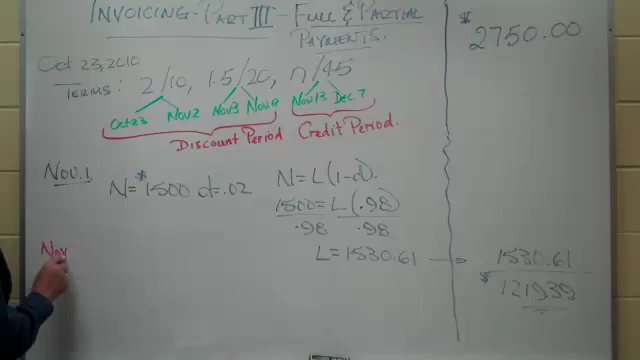 INVOICING - PART III - FULL & PARTIAL
PAYMENTS.
$2750.00
Oct 23, 2010
TERMS: 2/10, 1.5/20, n/45
Oct 23 Nov 2 Nov 3 Nov 12 Nov 13 Dec. 7
Discount Period Credit Period.
Nov. 1
N = $1500 d = .02
N = L(1-d).
1500 = L(.98)
.98 .98
L = 1530.61 → 1530.61
$1219.39
Nov